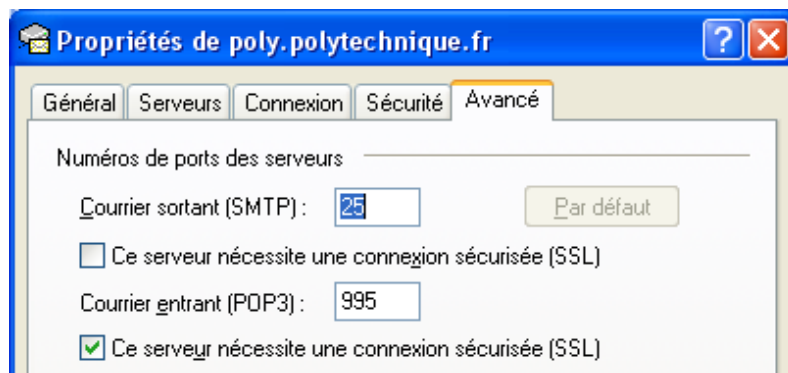 Propriétés de poly.polytechnique.fr
Général Serveurs Connexion Sécurité Avancé
Numéros de ports des serveurs
Courrier sortant (SMTP) : 25 Par défaut
Ce serveur nécessite une connexion sécurisée (SSL)
Courrier entrant (POP3) : 995
Ce serveur nécessite une connexion sécurisée (SSL)